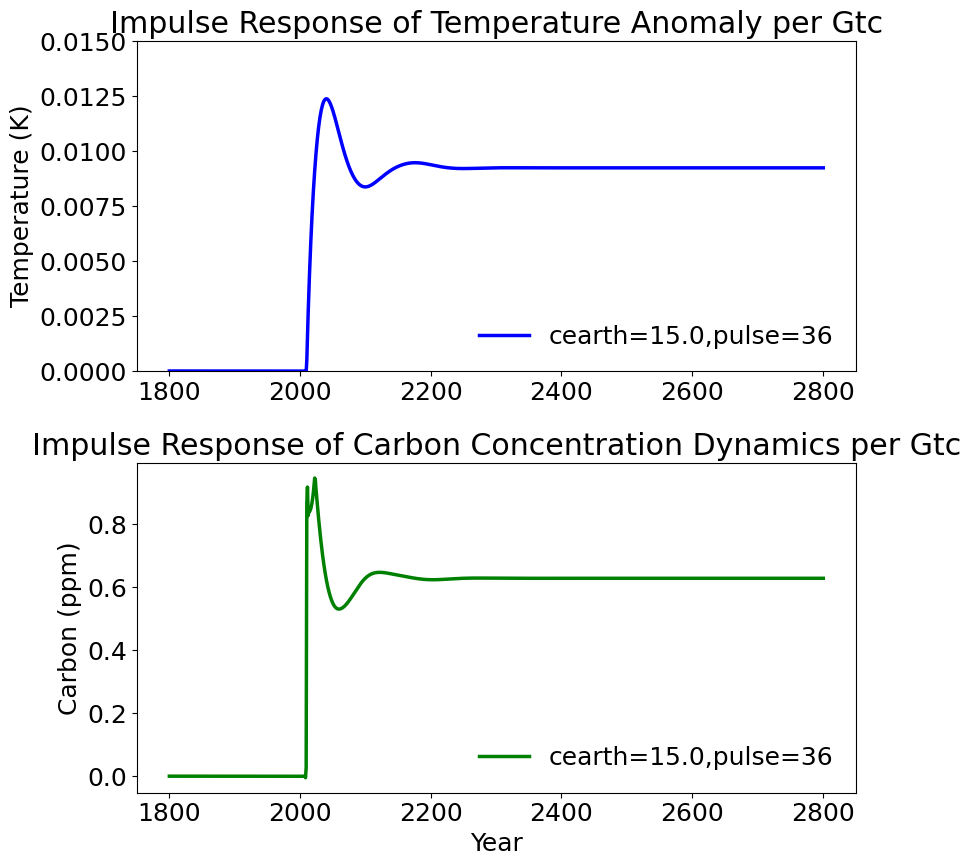 Impulse Response of Temperature Anomaly per Gtc
0.0150
0.0125
0.0100
0.0075
0.0050
0.0025
0.0000
Temperature (K)
cearth=15.0,pulse=36
1800 2000 2200 2400 2600 2800
Impulse Response of Carbon Concentration Dynamics per Gtc
0.8
0.6
0.4
0.2
0.0
Carbon (ppm)
cearth=15.0,pulse=36
1800 2000 2200 2400 2600 2800
Year